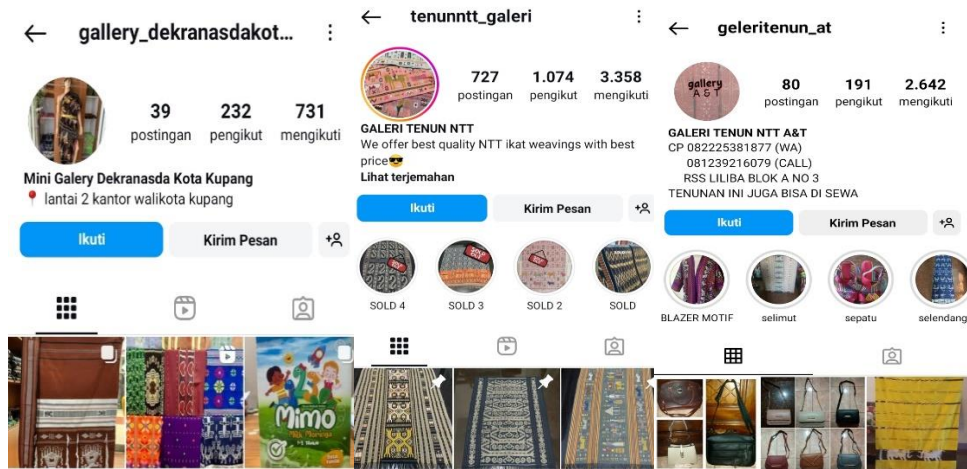 gallery_dekranasdakot...
39 232 731
postingan pengikut mengikuti
Mini Galery Dekranasda Kota Kupang
lantai 2 kantor walikota kupang
Ikuti Kirim Pesan
Mimo
tenunntt_galeri
727 1.074 3.358
postingan pengikut mengikuti
GALERI TENUN NTT
We offer best quality NTT ikat weavings with best
price😎
Lihat terjemahan
Ikuti Kirim Pesan
SOLD 4 SOLD 3 SOLD 2 SOLD
geleritenun_at
gallery
A & T
80 191 2.642
postingan pengikut mengikuti
GALERI TENUN NTT A&T
CP 082225381877 (WA)
081239216079 (CALL)
RSS LILIBA BLOK A NO 3
TENUNAN INI JUGA BISA DI SEWA
Ikuti Kirim Pesan
BLAZER MOTIF selimut sepatu selendang